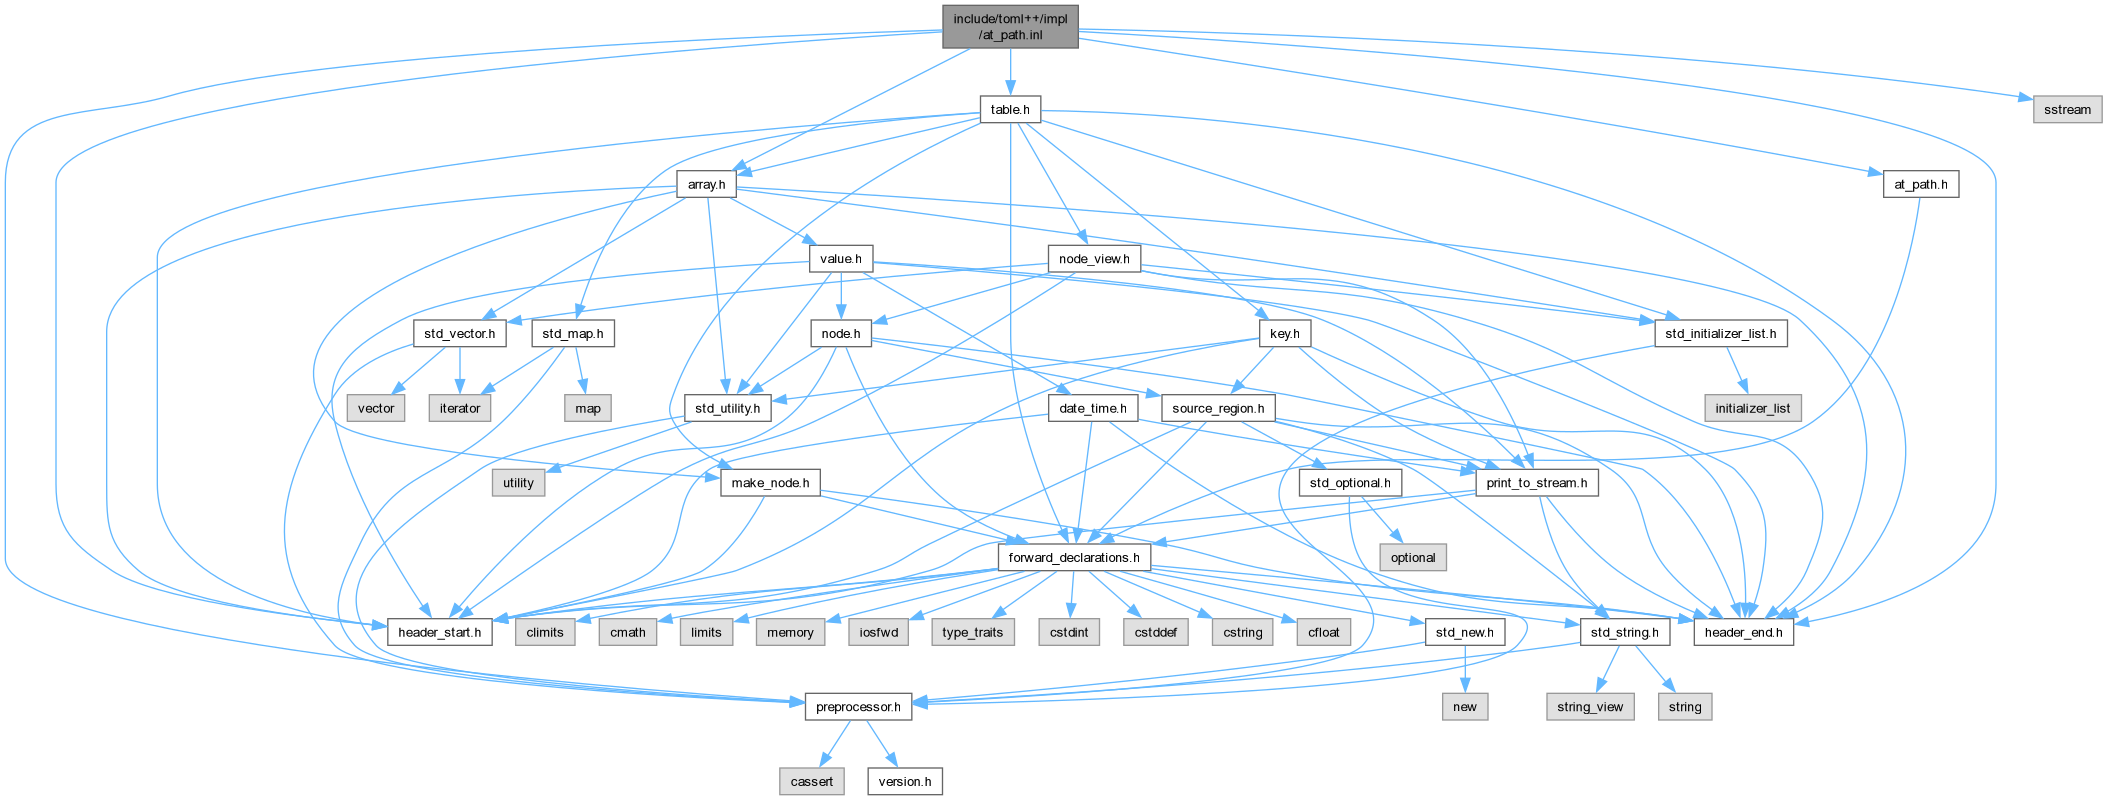 include/toml++/impl
/at_path.inl
table.h
sstream
array.h
at_path.h
value.h
node_view.h
std_vector.h
std_map.h
node.h
key.h
std_initializer_list.h
vector
iterator
map
std_utility.h
date_time.h
source_region.h
initializer_list
utility
make_node.h
std_optional.h
print_to_stream.h
forward_declarations.h
optional
header_start.h
climits
cmath
limits
memory
iosfwd
type_traits
cstdint
cstddef
cstring
cfloat
std_new.h
std_string.h
header_end.h
preprocessor.h
new
string_view
string
cassert
version.h